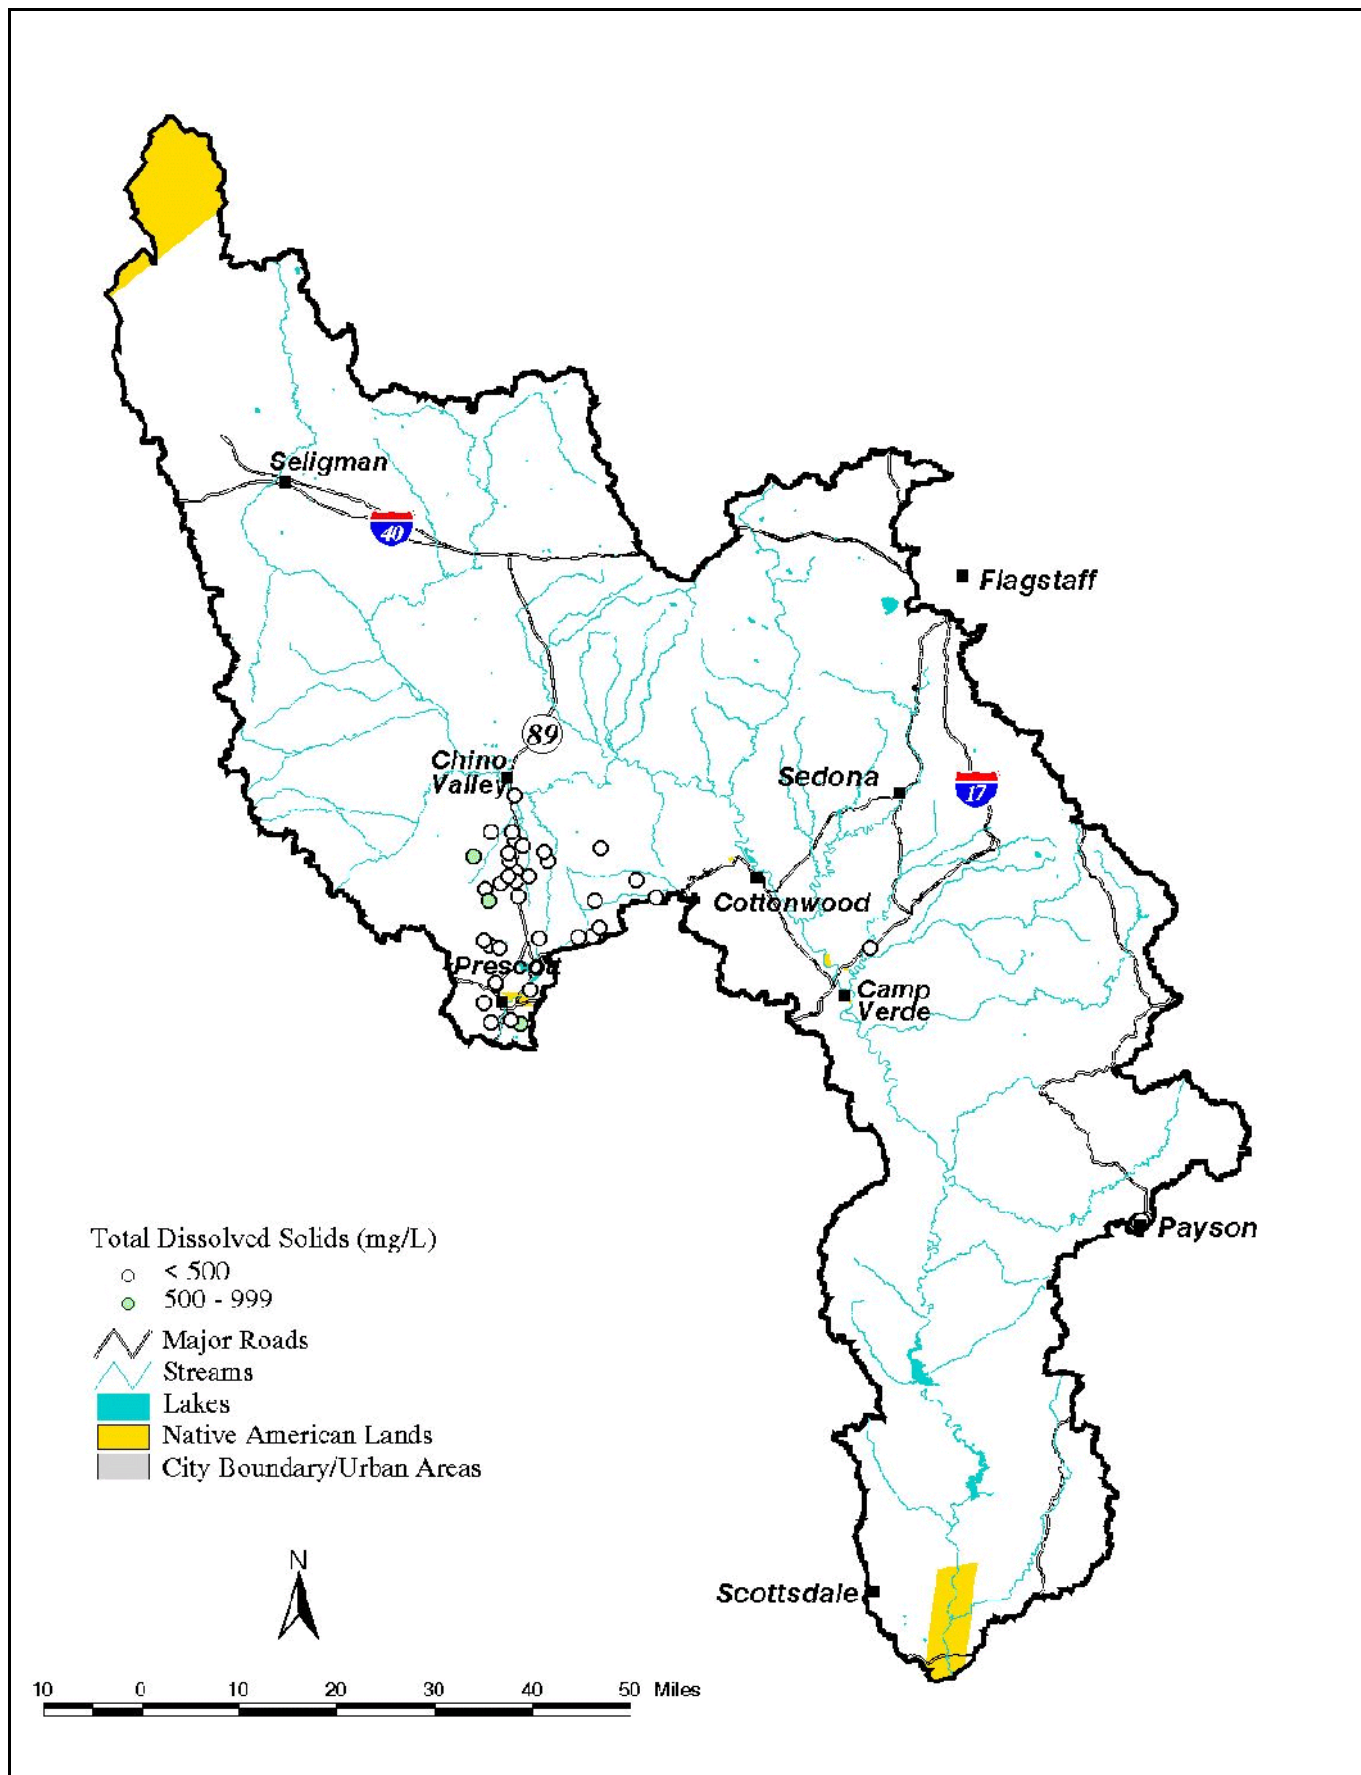 Seligman
40
Flagstaff
89
Chino
Valley
Sedona
17
Cottonwood
Prescott
Camp
Verde
Payson
Total Dissolved Solids (mg/L)
< 500
500 - 999
Major Roads
Streams
Lakes
Native American Lands
City Boundary/Urban Areas
N
Scottsdale
10 0 10 20 30 40 50 Miles